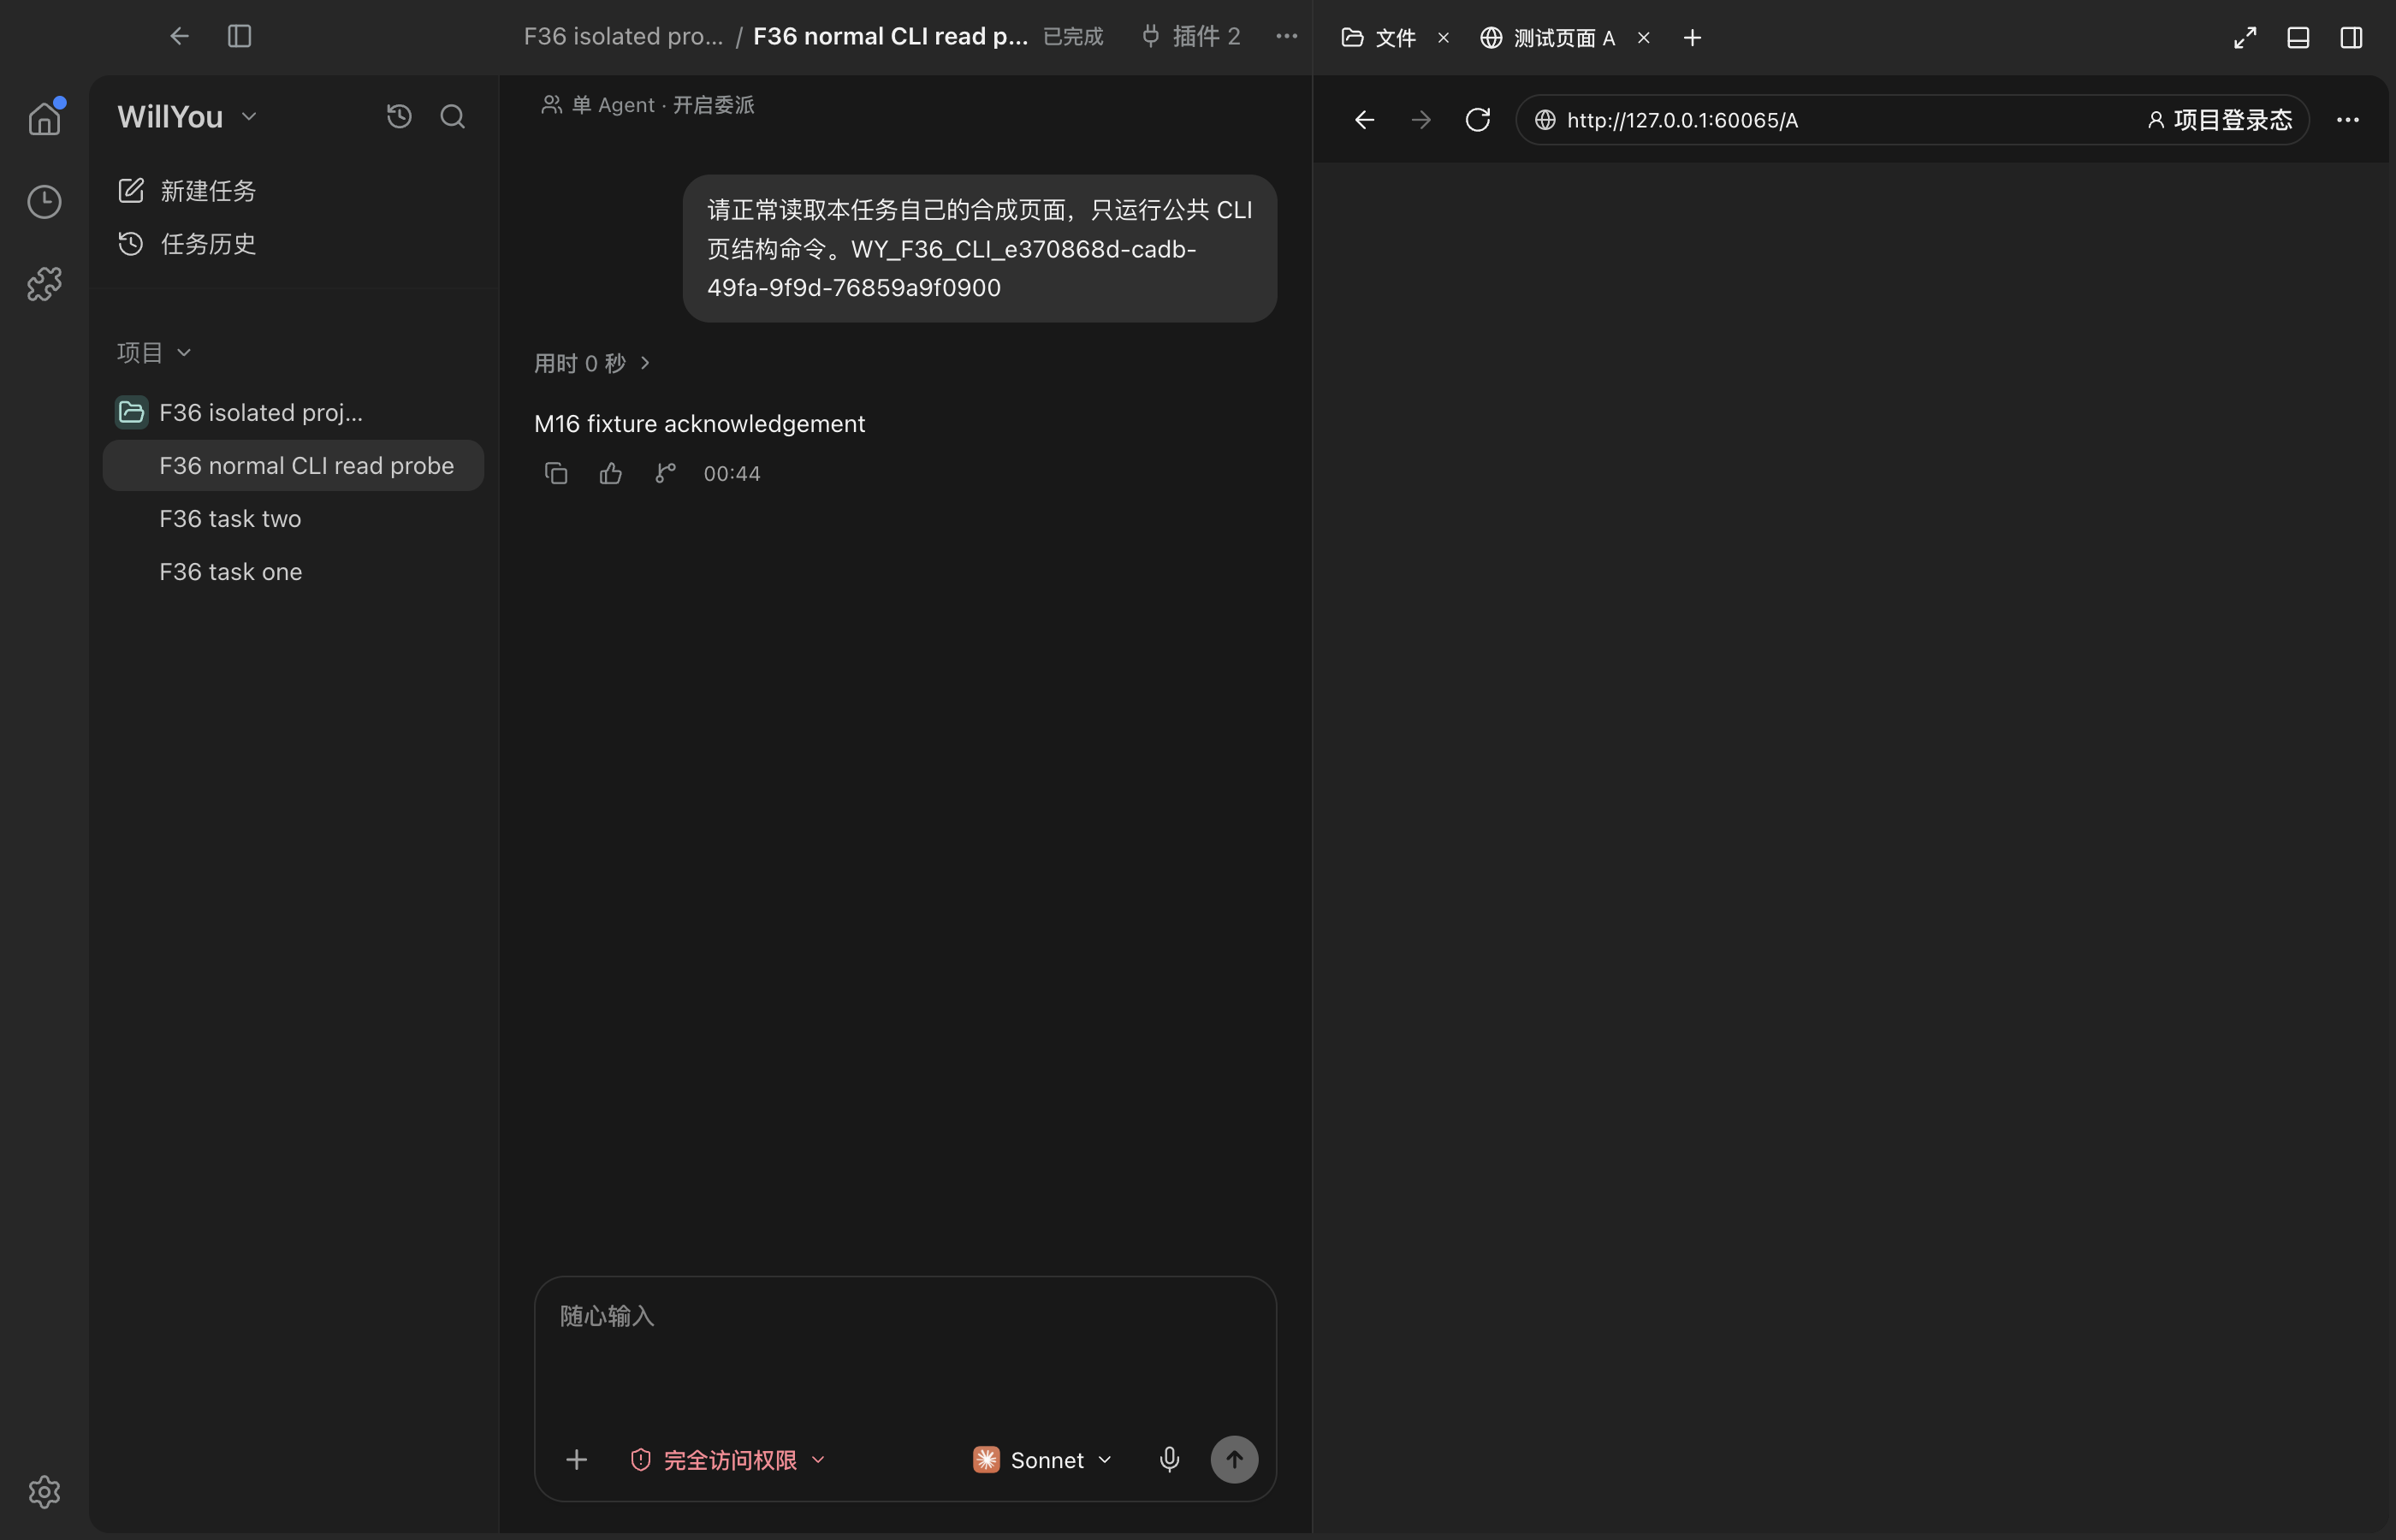 F36 isolated pro... / F36 normal CLI read p... 已完成 插件 2
文件
测试页面 A
WillYou
新建任务
任务历史
项目
F36 isolated proj...
F36 normal CLI read probe
F36 task two
F36 task one
单 Agent · 开启委派
请正常读取本任务自己的合成页面，只运行公共 CLI
页结构命令。WY_F36_CLI_e370868d-cadb-
49fa-9f9d-76859a9f0900
用时 0 秒
M16 fixture acknowledgement
00:44
随心输入
完全访问权限
Sonnet
http://127.0.0.1:60065/A
项目登录态